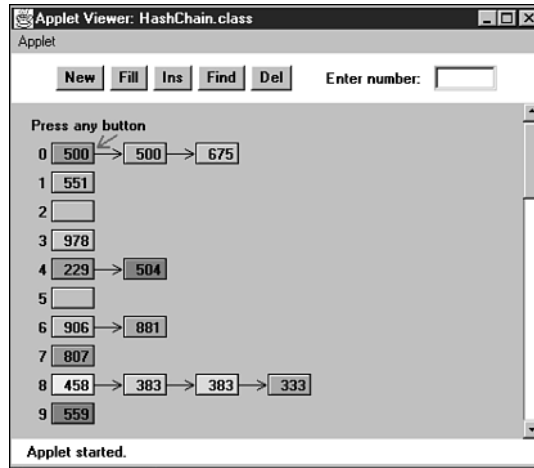 Applet Viewer: HashChain.class
Applet
New Fill Ins Find Del Enter number:
Press any button
0 500 500 675
1 551
2
3 978
4 229 504
5
6 906 881
7 807
8 458 383 383 333
9 559
Applet started.